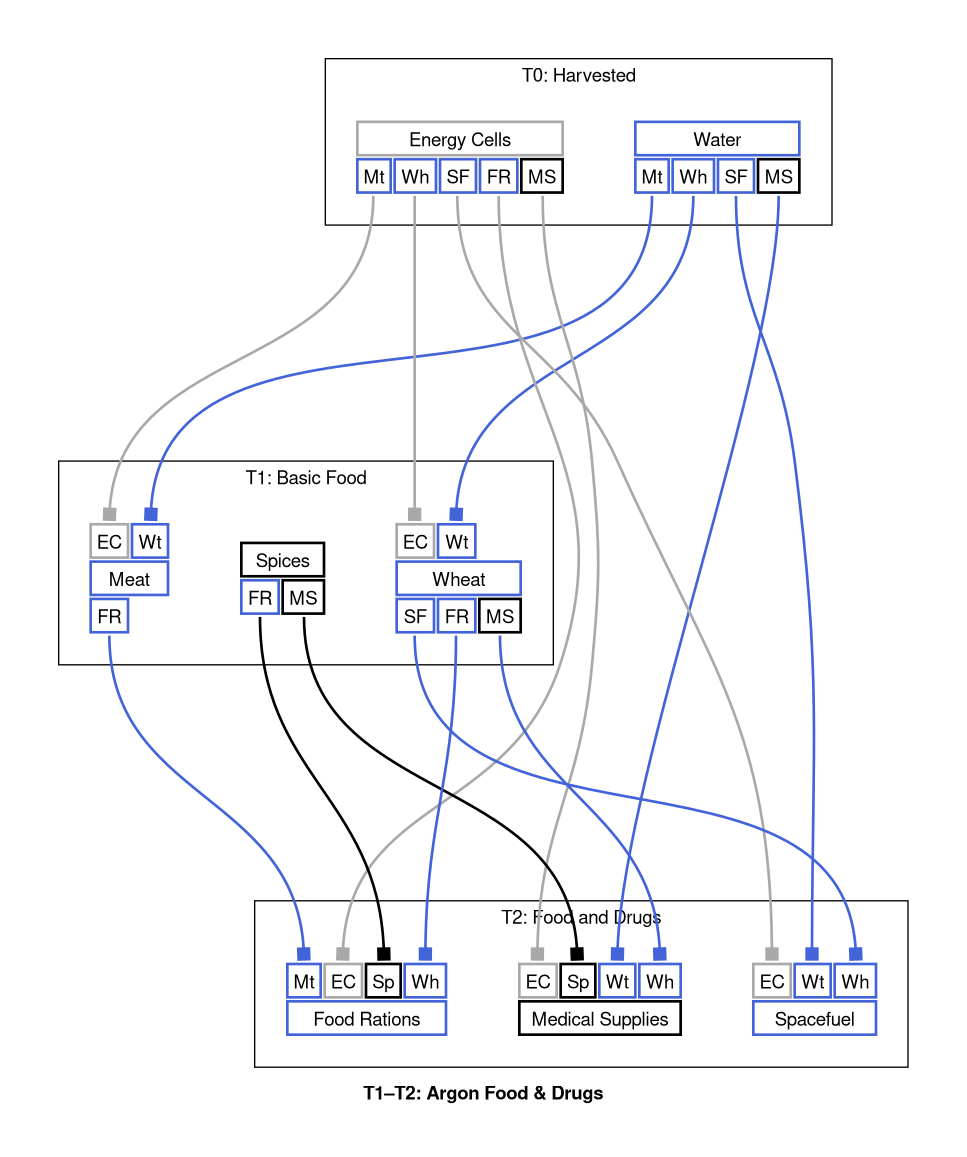 T0: Harvested
Energy Cells
Water
Mt Wh SF FR MS
Mt Wh SF MS
T1: Basic Food
EC Wt
Meat
FR
Spices
FR MS
EC Wt
Wheat
SF FR MS
T2: Food and Drugs
Mt EC Sp Wh
Food Rations
EC Sp Wt Wh
Medical Supplies
EC Wt Wh
Spacefuel
T1–T2: Argon Food & Drugs